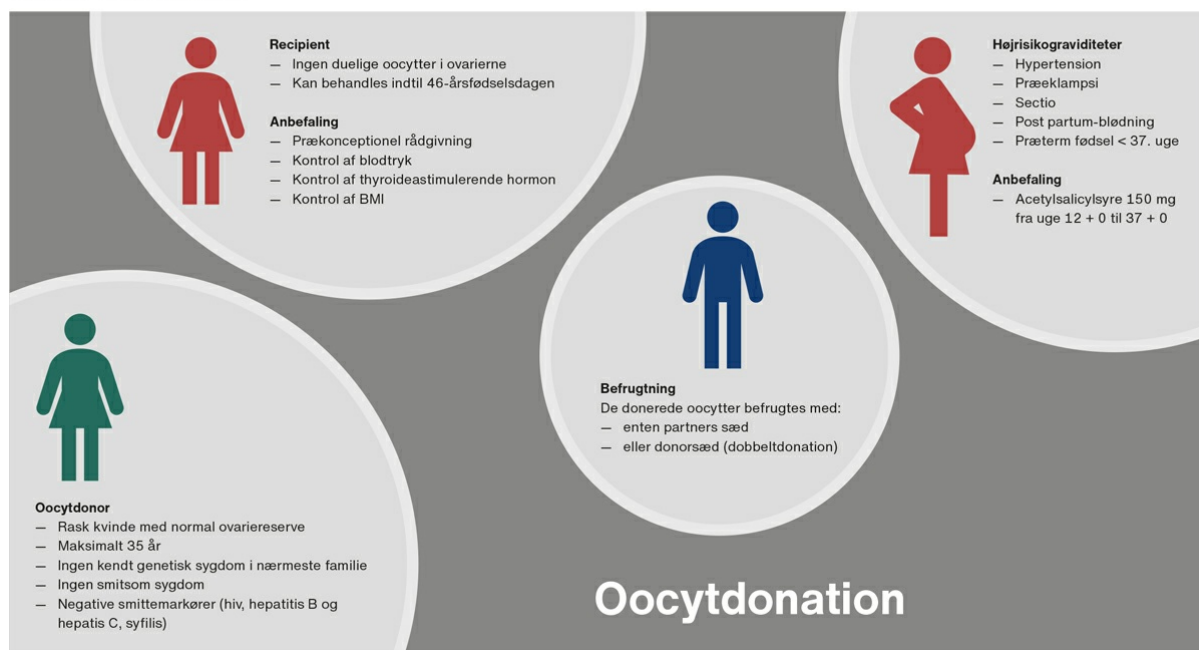 Recipient
— Ingen duelige oocytter i ovarierne
— Kan behandles indtil 46-årsfødselsdagen
Anbefaling
— Prækonceptionel rådgivning
— Kontrol af blodtryk
— Kontrol af thyroideastimulerende hormon
— Kontrol af BMI
Højrisikograviditeter
— Hypertension
— Præeklampsi
— Sectio
— Post partum-blødning
— Præterm fødsel < 37. uge
Anbefaling
— Acetylsalicylsyre 150 mg
fra uge 12 + 0 til 37 + 0
Befrugtning
De donerede oocytter befrugtes med:
— enten partners sæd
— eller donorsæd (dobbeltdonation)
Oocytdonor
— Rask kvinde med normal ovariereserve
— Maksimalt 35 år
— Ingen kendt genetisk sygdom i nærmeste familie
— Ingen smitsom sygdom
— Negative smittemarkører (hiv, hepatitis B og
hepatis C, syfilis)
Oocytdonation